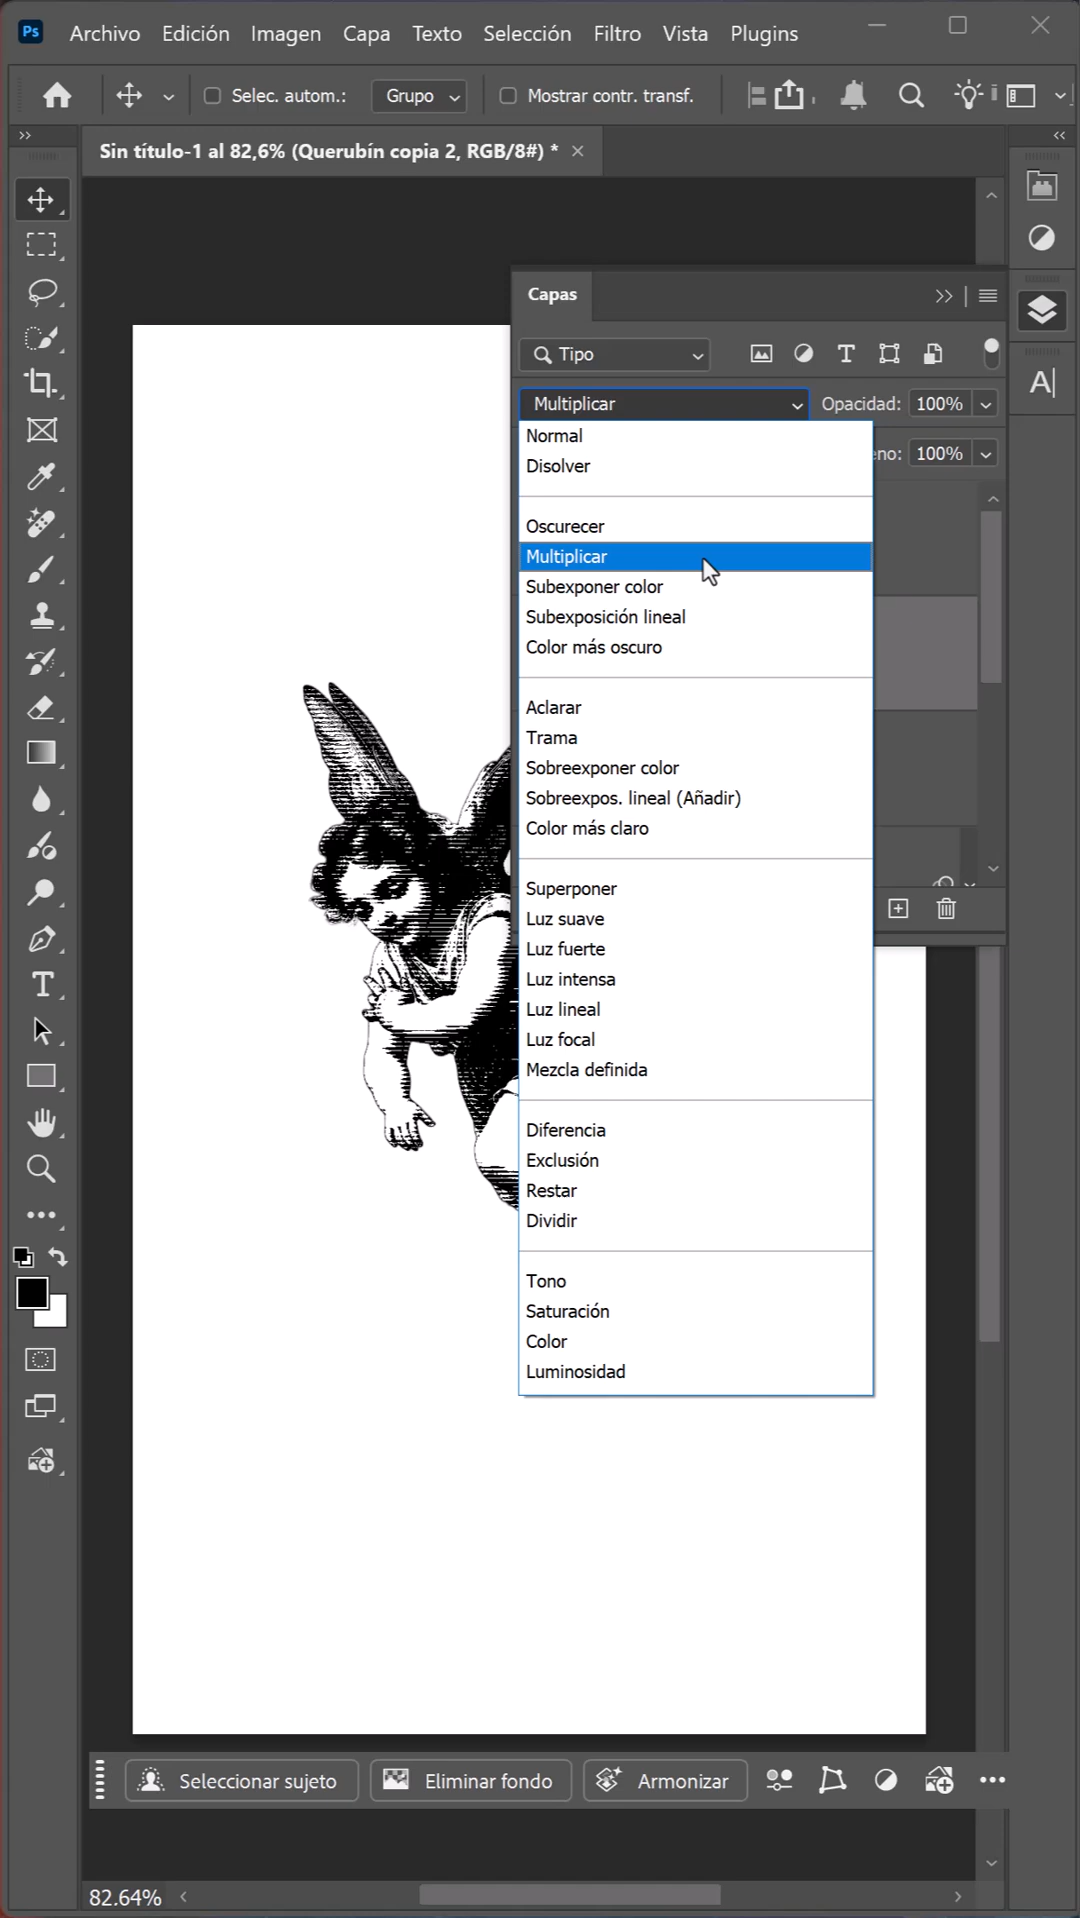 Ps Archivo Edición Imagen Capa Texto Selección Filtro Vista Plugins
Selec. autom.: Grupo Mostrar contr. transf.
Sin título-1 al 82,6% (Querubín copia 2, RGB/8#) *
Capas
Tipo
Multiplicar Opacidad: 100%
eno: 100%
Normal
Disolver
Oscurecer
Multiplicar
Subexponer color
Subexposición lineal
Color más oscuro
Aclarar
Trama
Sobreexponer color
Sobreexpos. lineal (Añadir)
Color más claro
Superponer
Luz suave
Luz fuerte
Luz intensa
Luz lineal
Luz focal
Mezcla definida
Diferencia
Exclusión
Restar
Dividir
Tono
Saturación
Color
Luminosidad
Seleccionar sujeto Eliminar fondo Armonizar
82.64%